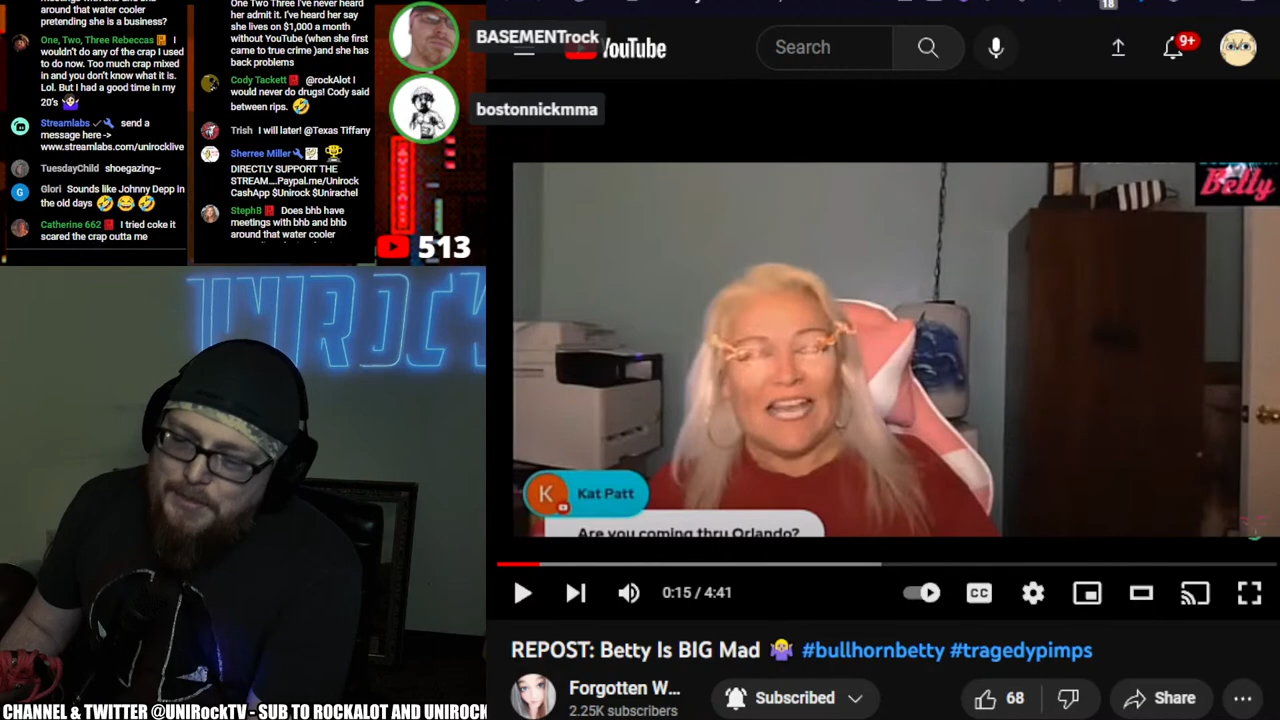 around that water cooler
pretending she is a business?
One, Two, Three Rebeccas I
wouldn't do any of the crap I used
to do now. Too much crap mixed
in and you don't know what it is.
Lol. But I had a good time in my
20's
Streamlabs send a
message here ->
www.streamlabs.com/unirocklive
TuesdayChild shoegazing~
Glori Sounds like Johnny Depp in
the old days
Catherine 662 I tried coke it
scared the crap outta me
One Two Three I've never heard
her admit it. I've heard her say
she lives on $1,000 a month
without YouTube (when she first
came to true crime )and she has
back problems
Cody Tackett @rockAlot I
would never do drugs! Cody said
between rips.
Trish I will later! @Texas Tiffany
Sherree Miller
DIRECTLY SUPPORT THE
STREAM....Paypal.me/Unirock
CashApp $Unirock $Unirachel
StephB Does bhb have
meetings with bhb and bhb
around that water cooler
BASEMENTrock
bostonnickmma
513
UNIROCK
18
YouTube
Search
9+
Betty
K Kat Patt
Are you coming thru Orlando?
0:15 / 4:41
CC
REPOST: Betty Is BIG Mad #bullhornbetty #tragedypimps
Forgotten W...
2.25K subscribers
Subscribed
68
Share
CHANNEL & TWITTER @UNIRockTV - SUB TO ROCKALOT AND UNIROCK